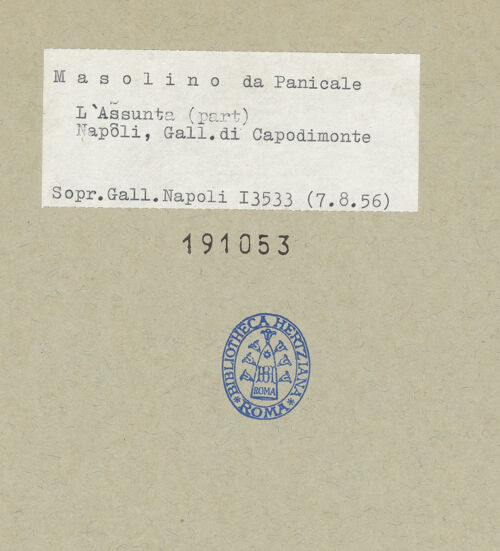 Masolino da Panicale
L`Assunta (part)
Napoli, Gall.di Capodimonte
Sopr.Gall.Napoli I3533 (7.8.56)
191053
*BIBLIOTHECA HERTZIANA*
ROMA
ROMA